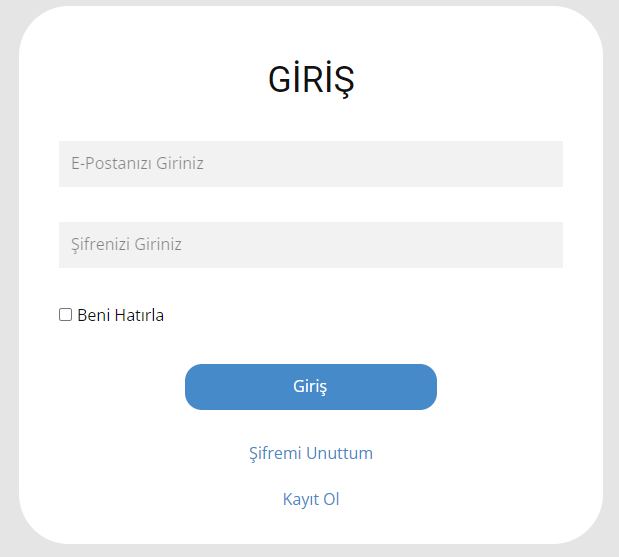 GİRİŞ
E-Postanızı Giriniz
Şifrenizi Giriniz
Beni Hatırla
Giriş
Şifremi Unuttum
Kayıt Ol